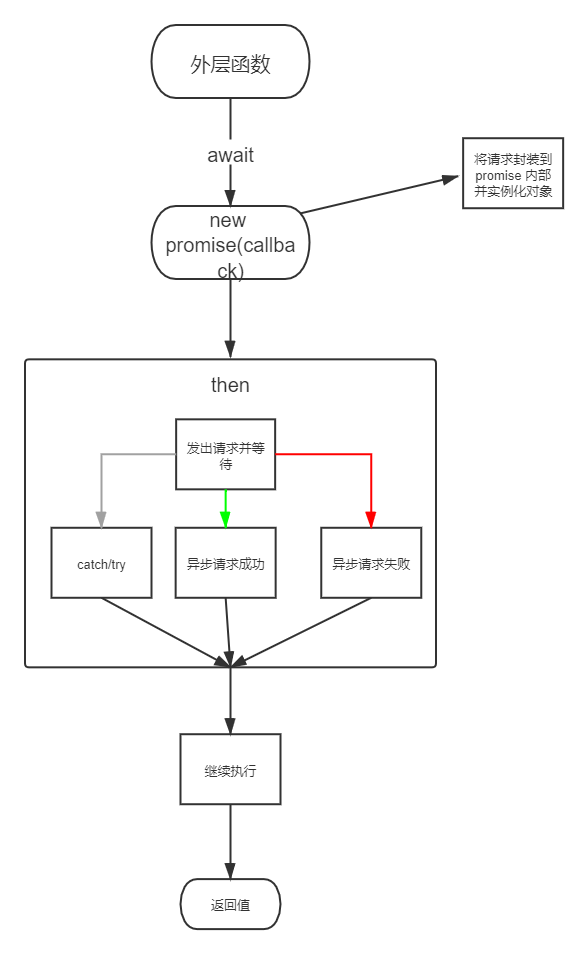 外层函数
await
将请求封装到
promise 内部
并实例化对象
new
promise(callba
ck)
then
发出请求并等
待
catch/try
异步请求成功
异步请求失败
继续执行
返回值